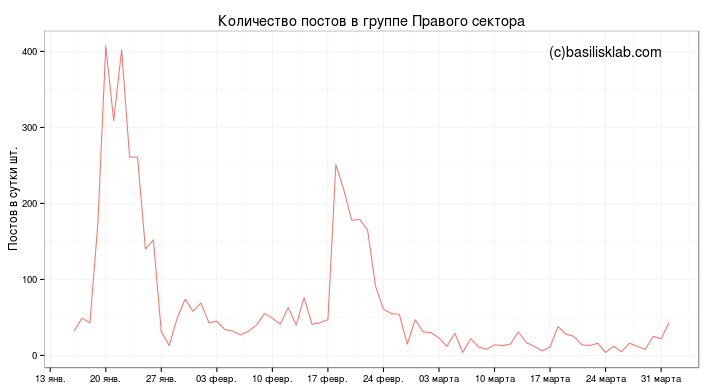 Количество постов в группе Правого сектора
(c)basilisklab.com
Постов в сутки шт.
400
300
200
100
0
13 янв.
20 янв.
27 янв.
03 февр.
10 февр.
17 февр.
24 февр.
03 марта
10 марта
17 марта
24 марта
31 марта